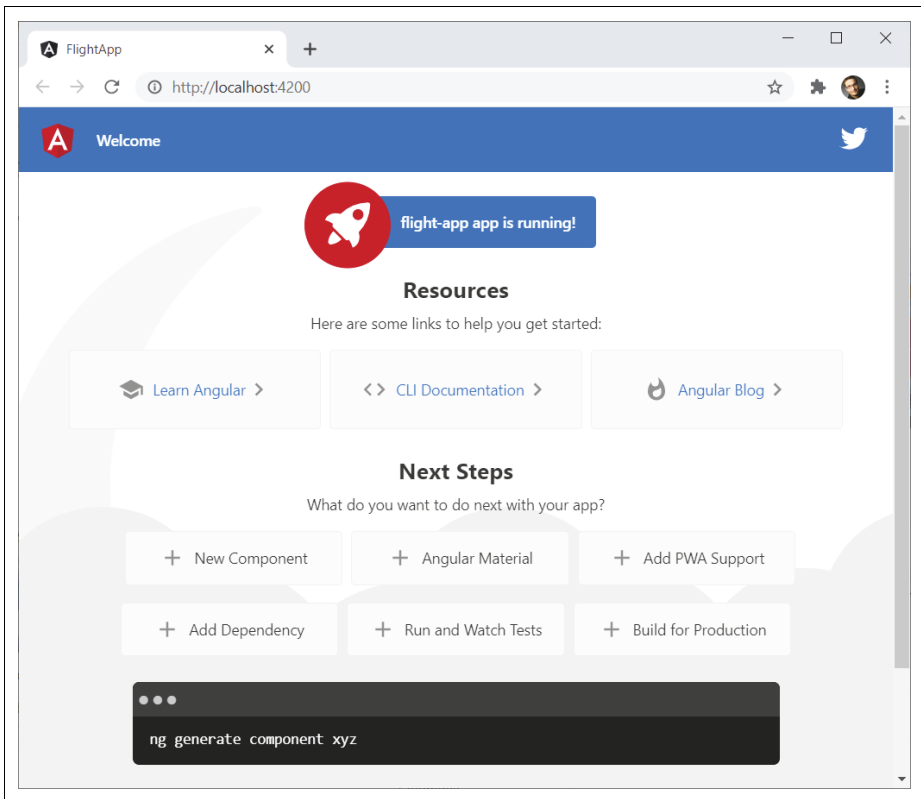 FlightApp
http://localhost:4200
Welcome
flight-app app is running!
Resources
Here are some links to help you get started:
Learn Angular
CLI Documentation
Angular Blog
Next Steps
What do you want to do next with your app?
New Component
Angular Material
Add PWA Support
Add Dependency
Run and Watch Tests
Build for Production
ng generate component xyz